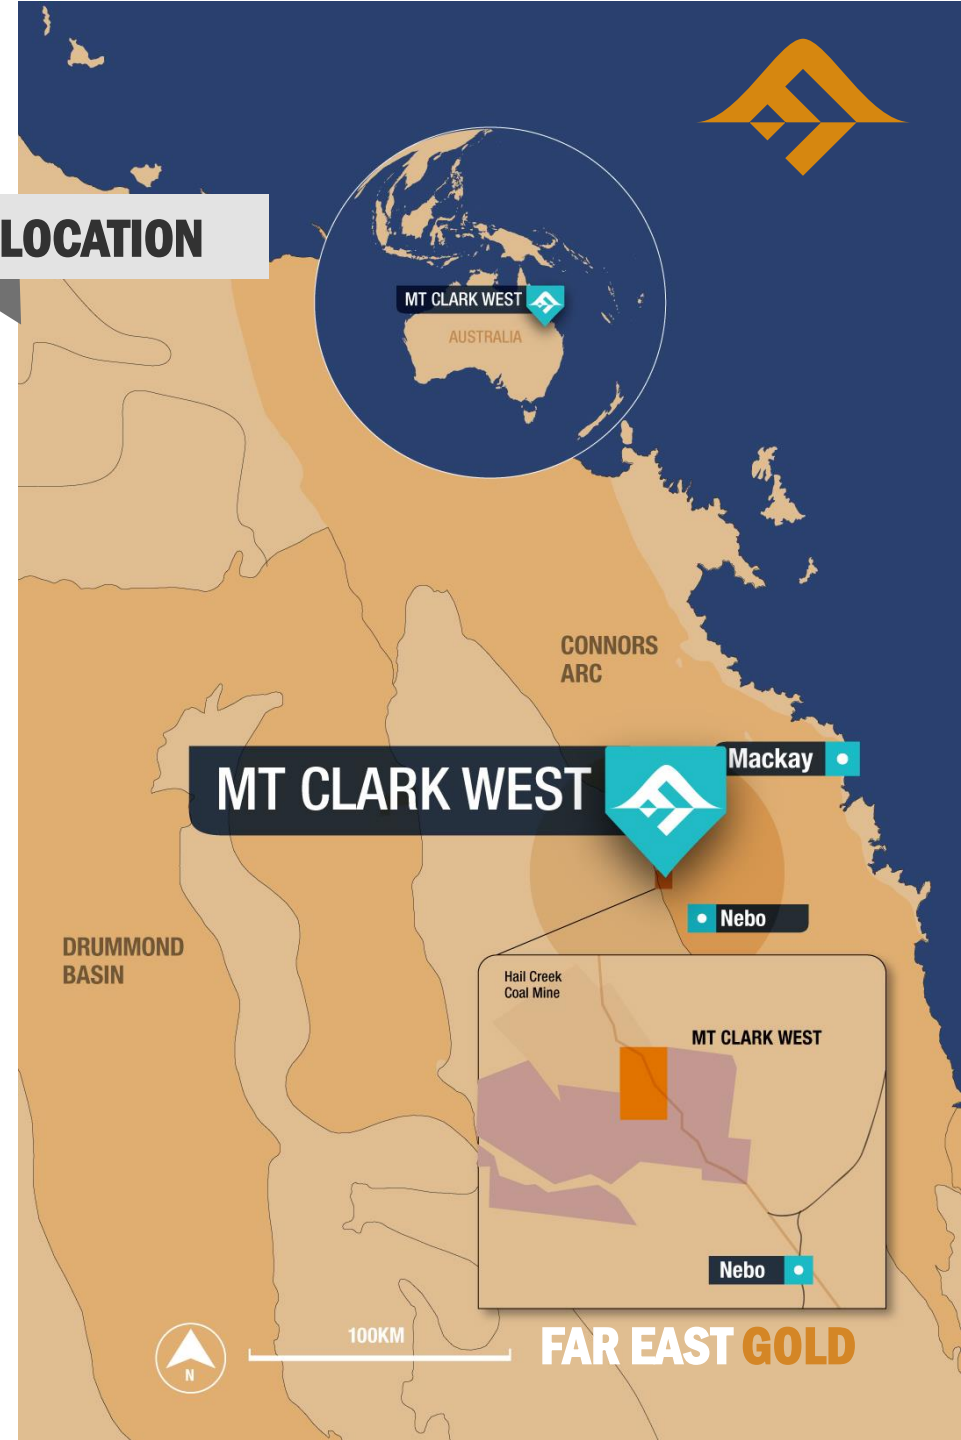 LOCATION
MT CLARK WEST
AUSTRALIA
CONNORS
ARC
Mackay
MT CLARK WEST
Nebo
DRUMMOND
BASIN
Hail Creek
Coal Mine
MT CLARK WEST
Nebo
100KM
N
FAR EAST GOLD